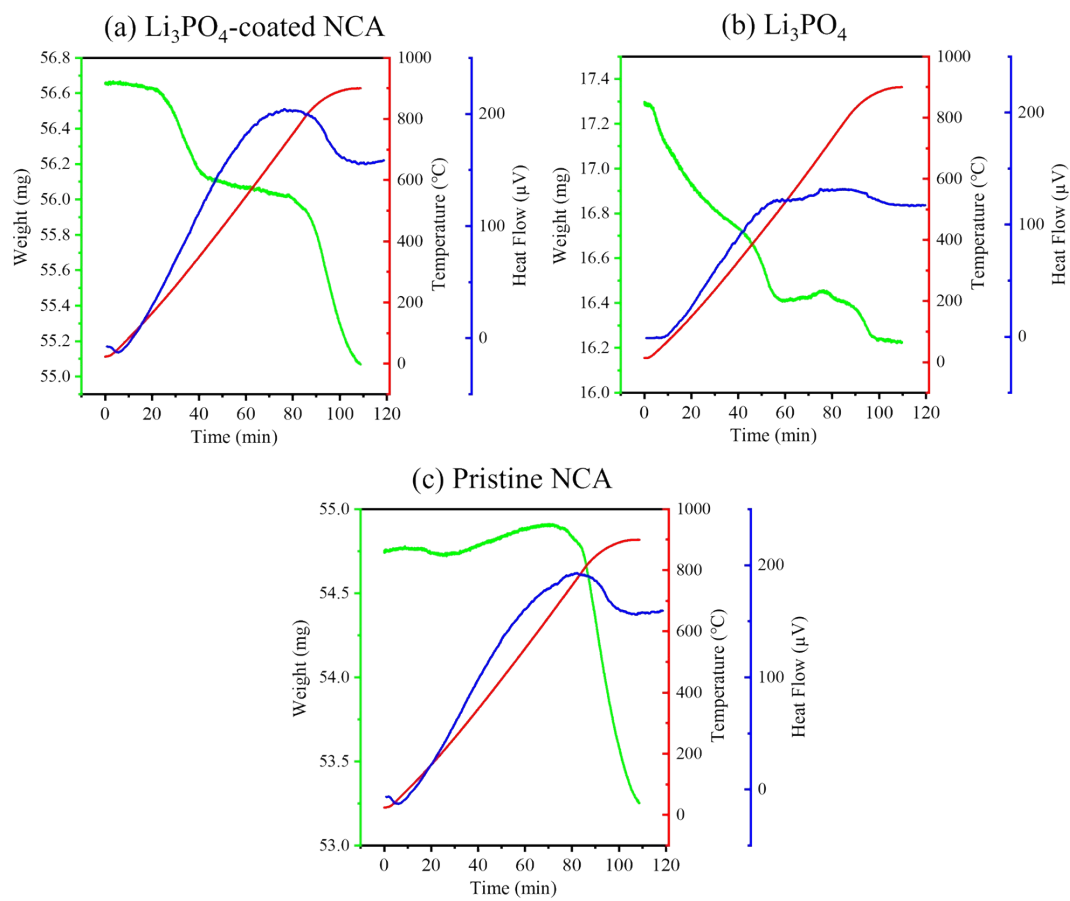 (a) Li₃PO₄-coated NCA
56.8
56.6
56.4
56.2
56.0
55.8
55.6
55.4
55.2
55.0
Weight (mg)
0 20 40 60 80 100 120
Time (min)
1000
800
600
400
200
0
Temperature (°C)
200
100
0
Heat Flow (µV)
(b) Li₃PO₄
17.4
17.2
17.0
16.8
16.6
16.4
16.2
16.0
Weight (mg)
0 20 40 60 80 100 120
Time (min)
1000
800
600
400
200
0
Temperature (°C)
200
100
0
Heat Flow (µV)
(c) Pristine NCA
55.0
54.5
54.0
53.5
53.0
Weight (mg)
0 20 40 60 80 100 120
Time (min)
1000
800
600
400
200
0
Temperature (°C)
200
100
0
Heat Flow (µV)